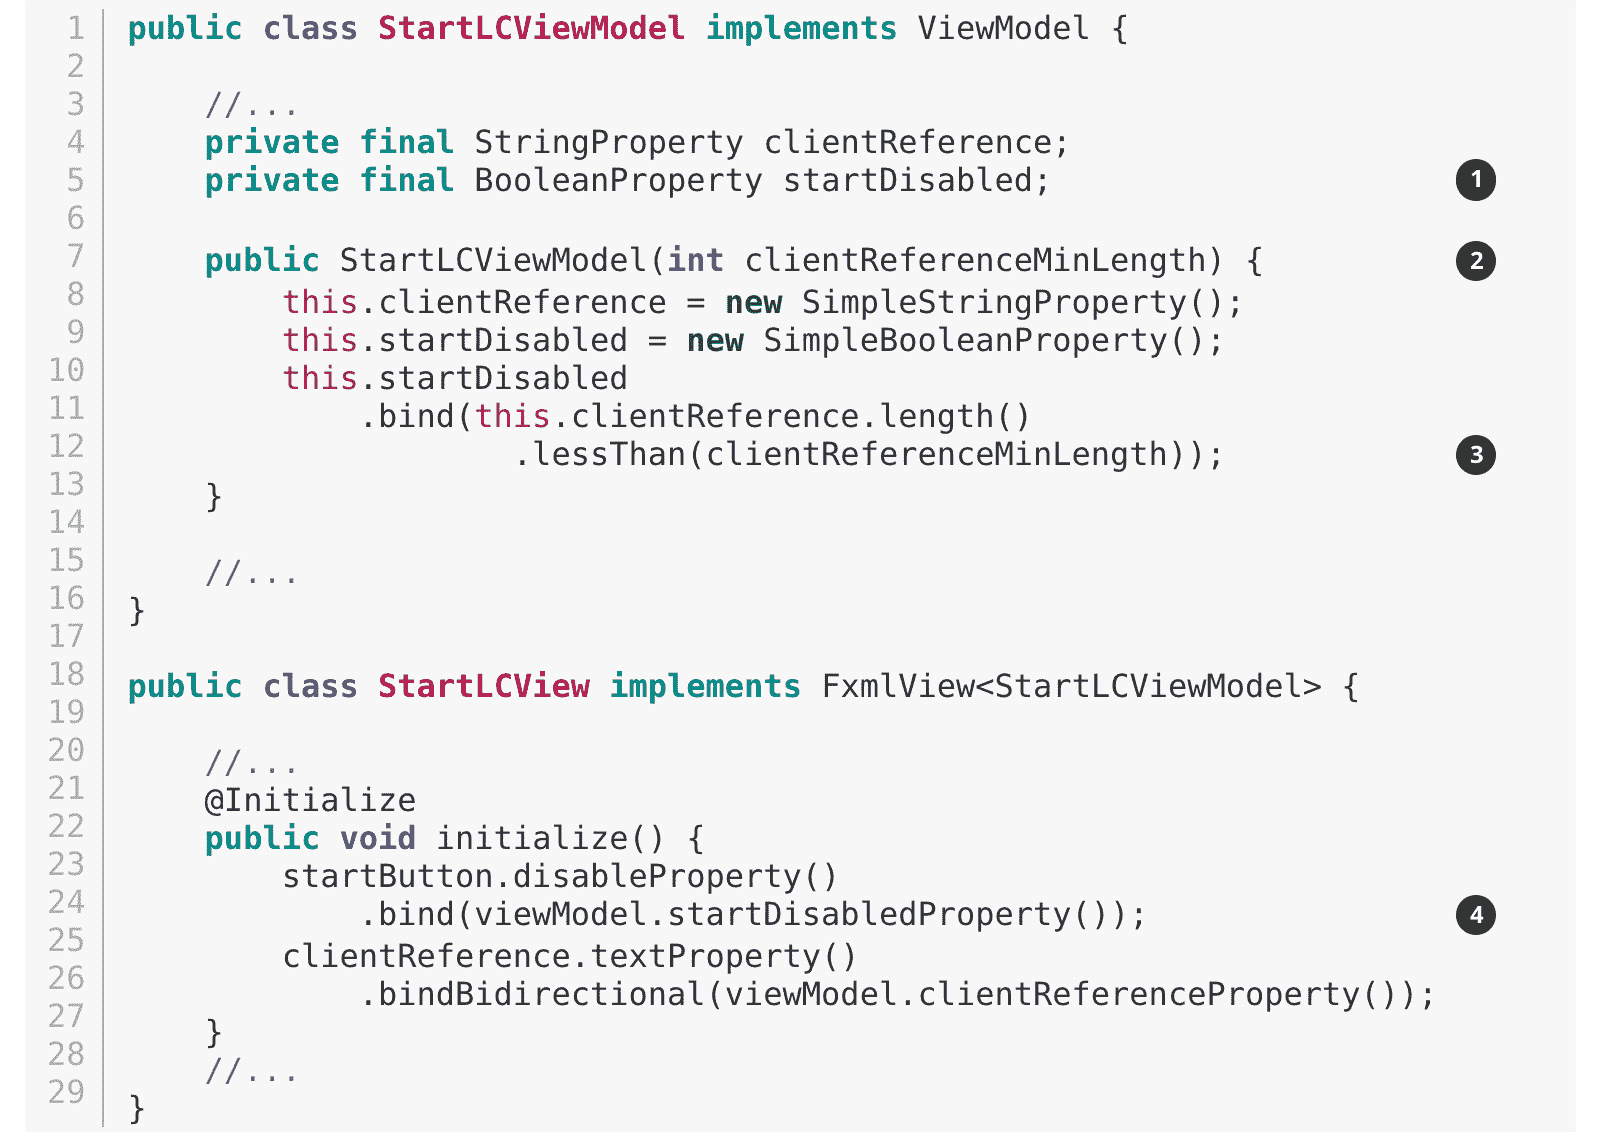 1 public class StartLCViewModel implements ViewModel {
2
3 //...
4 private final StringProperty clientReference;
5 private final BooleanProperty startDisabled; 1
6
7 public StartLCViewModel(int clientReferenceMinLength) { 2
8 this.clientReference = new SimpleStringProperty();
9 this.startDisabled = new SimpleBooleanProperty();
10 this.startDisabled
11 .bind(this.clientReference.length()
12 .lessThan(clientReferenceMinLength)); 3
13 }
14
15 //...
16 }
17
18 public class StartLCView implements FxmlView<StartLCViewModel> {
19
20 //...
21 @Initialize
22 public void initialize() {
23 startButton.disableProperty()
24 .bind(viewModel.startDisabledProperty()); 4
25 clientReference.textProperty()
26 .bindBidirectional(viewModel.clientReferenceProperty());
27 }
28 //...
29 }